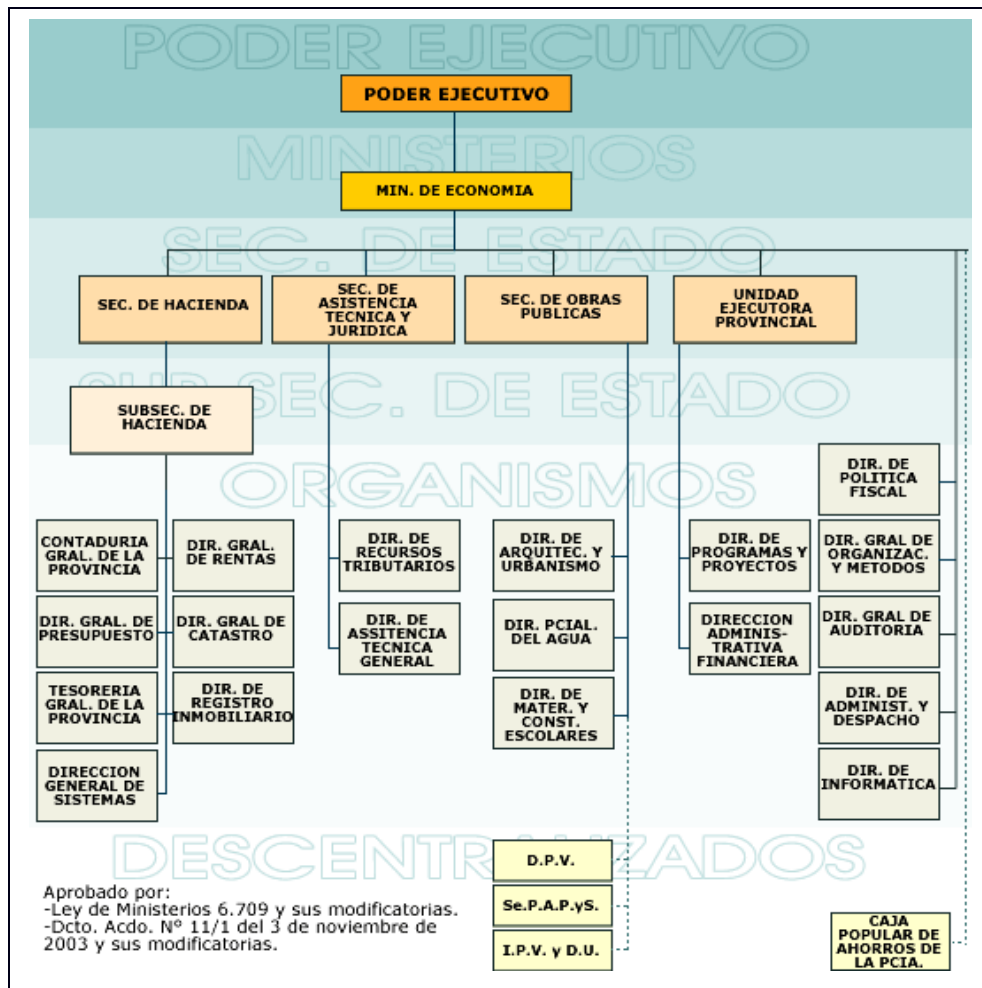 PODER EJECUTIVO
PODER EJECUTIVO
MINISTERIOS
MIN. DE ECONOMIA
SEC. DE ESTADO
SEC. DE HACIENDA
SEC. DE
ASISTENCIA
TECNICA Y
JURIDICA
SEC. DE OBRAS
PUBLICAS
UNIDAD
EJECUTORA
PROVINCIAL
SUB SEC. DE ESTADO
SUBSEC. DE
HACIENDA
ORGANISMOS
CONTADURIA
GRAL. DE LA
PROVINCIA
DIR. GRAL.
DE RENTAS
DIR. GRAL. DE
PRESUPUESTO
DIR. GRAL DE
CATASTRO
TESORERIA
GRAL. DE LA
PROVINCIA
DIR. DE
REGISTRO
INMOBILIARIO
DIRECCION
GENERAL DE
SISTEMAS
DIR. DE
RECURSOS
TRIBUTARIOS
DIR. DE
ASSITENCIA
TECNICA
GENERAL
DIR. DE
ARQUITEC. Y
URBANISMO
DIR. PCIAL.
DEL AGUA
DIR. DE
MATER. Y
CONST.
ESCOLARES
DIR. DE
PROGRAMAS Y
PROYECTOS
DIRECCION
ADMINIS-
TRATIVA
FINANCIERA
DIR. DE
POLITICA
FISCAL
DIR. GRAL DE
ORGANIZAC.
Y METODOS
DIR. GRAL DE
AUDITORIA
DIR. DE
ADMINIST. Y
DESPACHO
DIR. DE
INFORMATICA
DESCENTRALIZADOS
D.P.V.
Se.P.A.P.yS.
I.P.V. y D.U.
CAJA
POPULAR DE
AHORROS DE
LA PCIA.
Aprobado por:
-Ley de Ministerios 6.709 y sus modificatorias.
-Dcto. Acdo. Nº 11/1 del 3 de noviembre de
2003 y sus modificatorias.